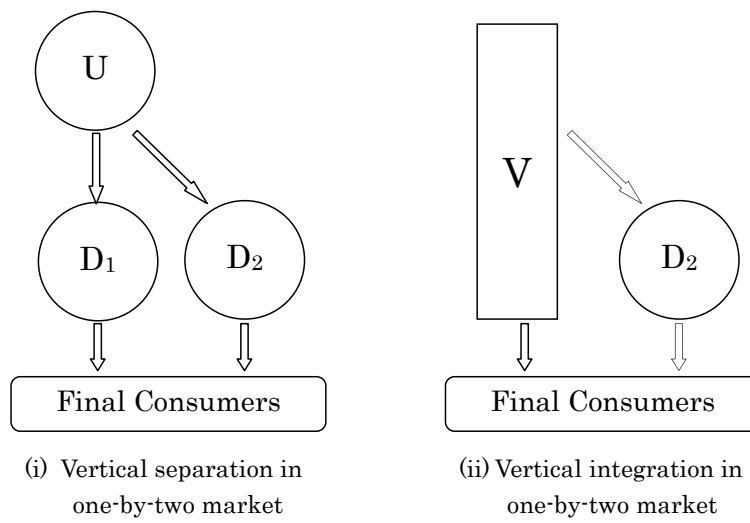 U
D₁
D₂
Final Consumers
(i) Vertical separation in
one-by-two market
V
D₂
Final Consumers
(ii) Vertical integration in
one-by-two market